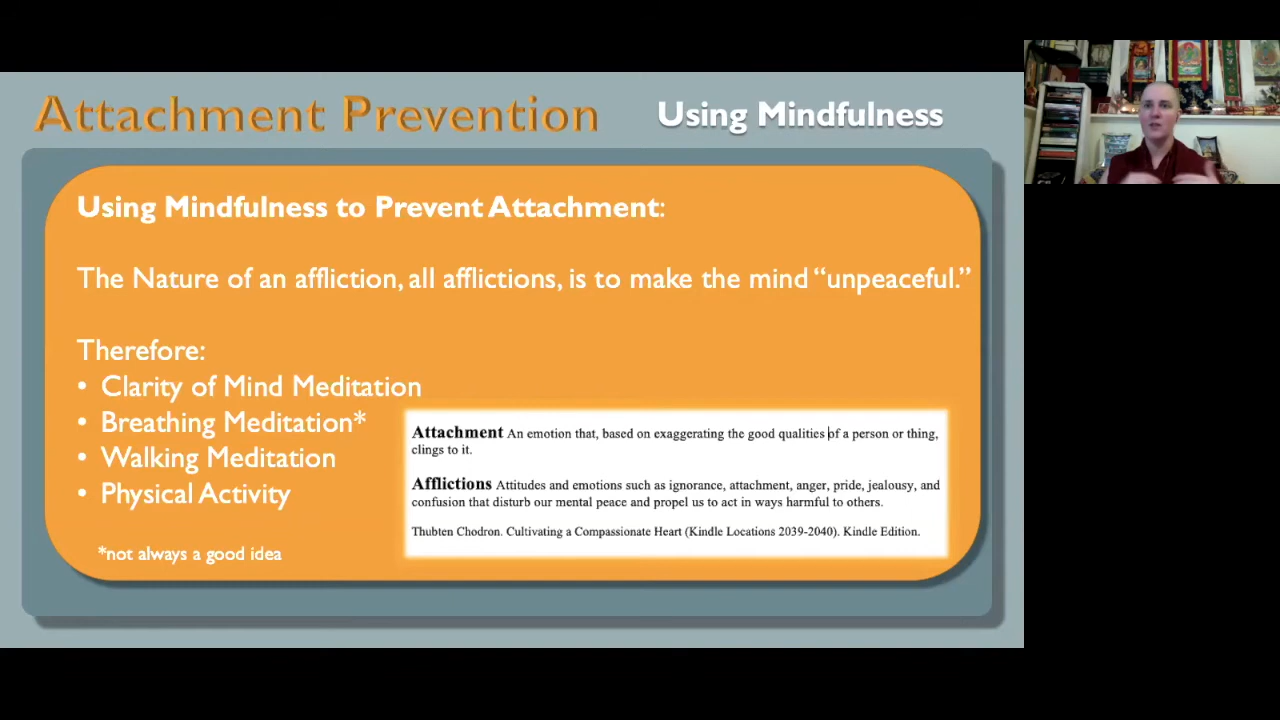 Attachment Prevention
Using Mindfulness
Using Mindfulness to Prevent Attachment:
The Nature of an affliction, all afflictions, is to make the mind “unpeaceful.”
Therefore:
• Clarity of Mind Meditation
• Breathing Meditation*
• Walking Meditation
• Physical Activity
*not always a good idea
Attachment An emotion that, based on exaggerating the good qualities of a person or thing,
clings to it.
Afflictions Attitudes and emotions such as ignorance, attachment, anger, pride, jealousy, and
confusion that disturb our mental peace and propel us to act in ways harmful to others.
Thubten Chodron. Cultivating a Compassionate Heart (Kindle Locations 2039-2040). Kindle Edition.